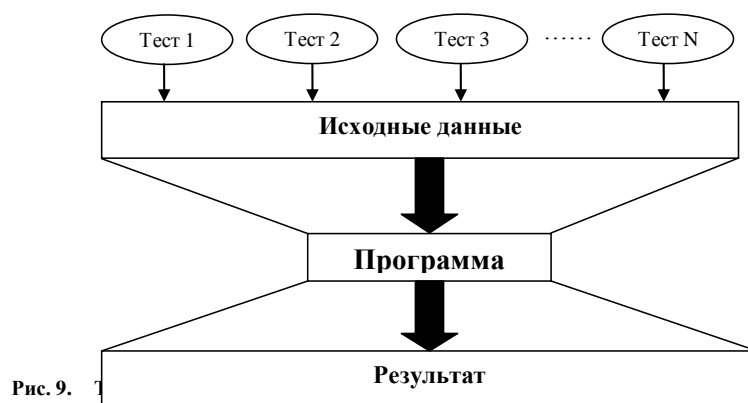 Тест 1 Тест 2 Тест 3 ...... Тест N
Исходные данные
Программа
Результат
Рис. 9.